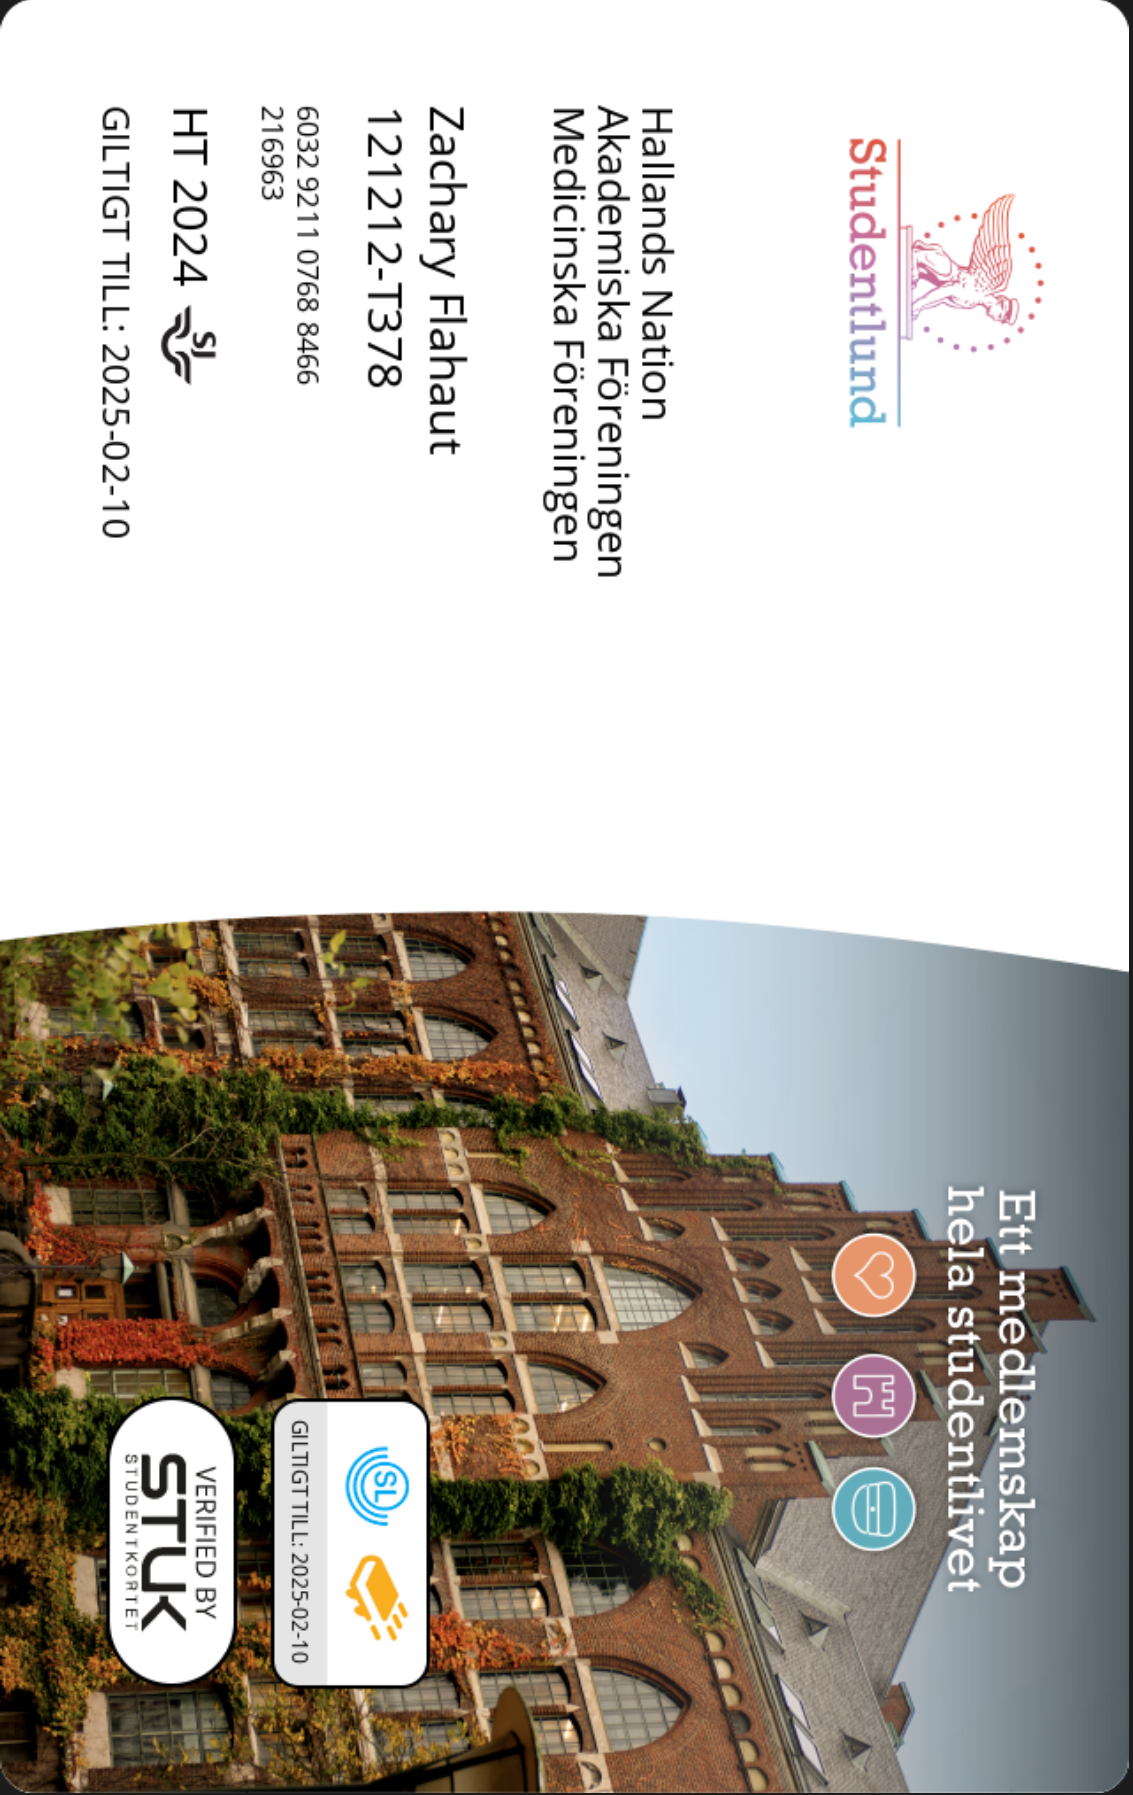 Studentlund
Hallands Nation
Akademiska Föreningen
Medicinska Föreningen
Zachary Flahaut
121212-T378
6032 9211 0768 8466
216963
HT 2024 SJ
GILTIGT TILL: 2025-02-10
Ett medlemskap
hela studentlivet
SL
GILTIGT TILL: 2025-02-10
VERIFIED BY
STUK
STUDENTKORTET